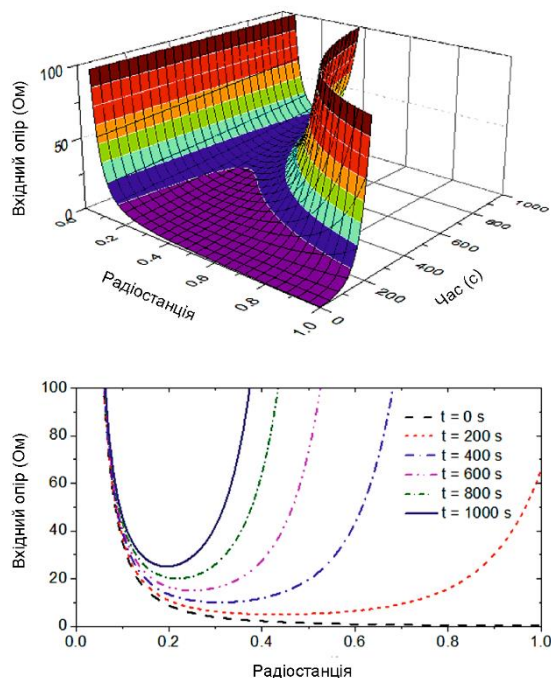 100
50
0
Вхідний опір (Ом)
0.0
0.2
0.4
0.6
0.8
1.0
Радіостанція
0
200
400
600
800
1000
Час (с)
100
80
60
40
20
0
Вхідний опір (Ом)
t = 0 s
t = 200 s
t = 400 s
t = 600 s
t = 800 s
t = 1000 s
0.0 0.2 0.4 0.6 0.8 1.0
Радіостанція